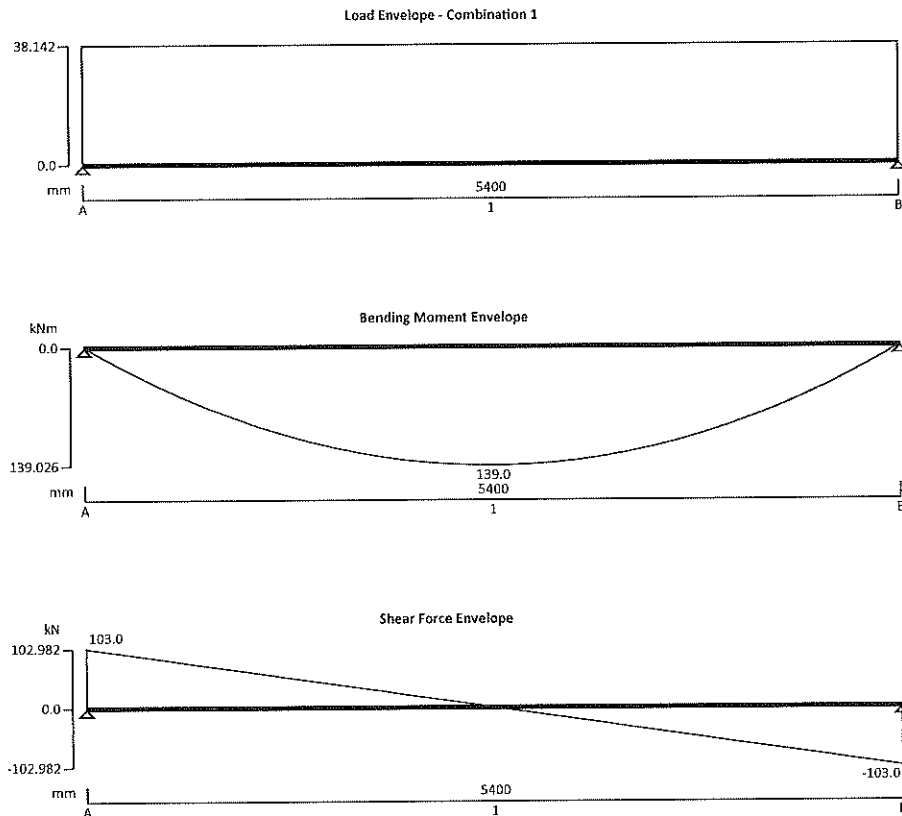 Load Envelope - Combination 1
38.142
0.0
mm
5400
A
1
B
Bending Moment Envelope
kNm
0.0
139.026
139.0
mm
5400
A
1
Shear Force Envelope
kN
103.0
102.982
0.0
-102.982
-103.0
mm
5400
A
1